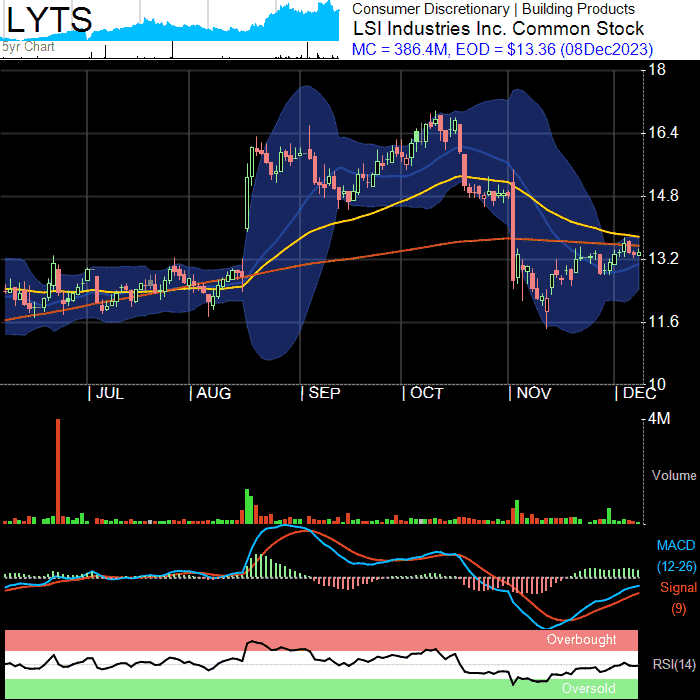 LYTS
5yr Chart
Consumer Discretionary | Building Products
LSI Industries Inc. Common Stock
MC = 386.4M, EOD = $13.36 (08Dec2023)
18
16.4
14.8
13.2
11.6
10
| JUL
| AUG
| SEP
| OCT
| NOV
| DEC
4M
Volume
MACD
(12-26)
Signal
(9)
Overbought
RSI(14)
Oversold